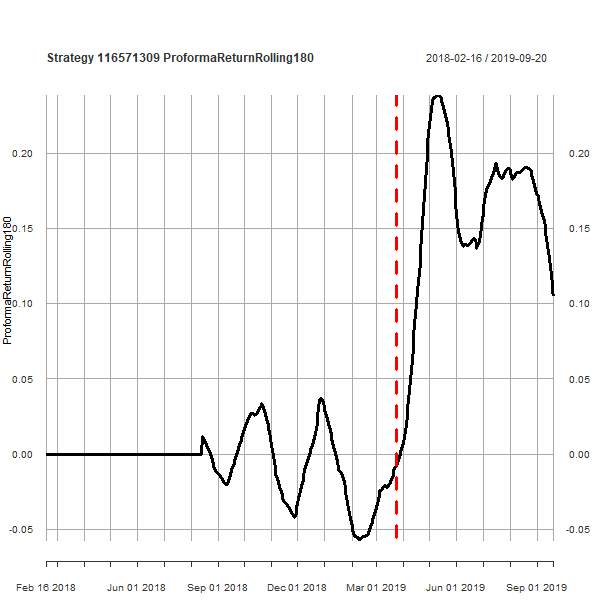 Strategy 116571309 ProformaReturnRolling180
2018-02-16 / 2019-09-20
0.20 0.20
0.15 0.15
0.10 0.10
0.05 0.05
0.00 0.00
-0.05 -0.05
ProformaReturnRolling180
Feb 16 2018 Jun 01 2018 Sep 01 2018 Dec 01 2018 Mar 01 2019 Jun 01 2019 Sep 01 2019